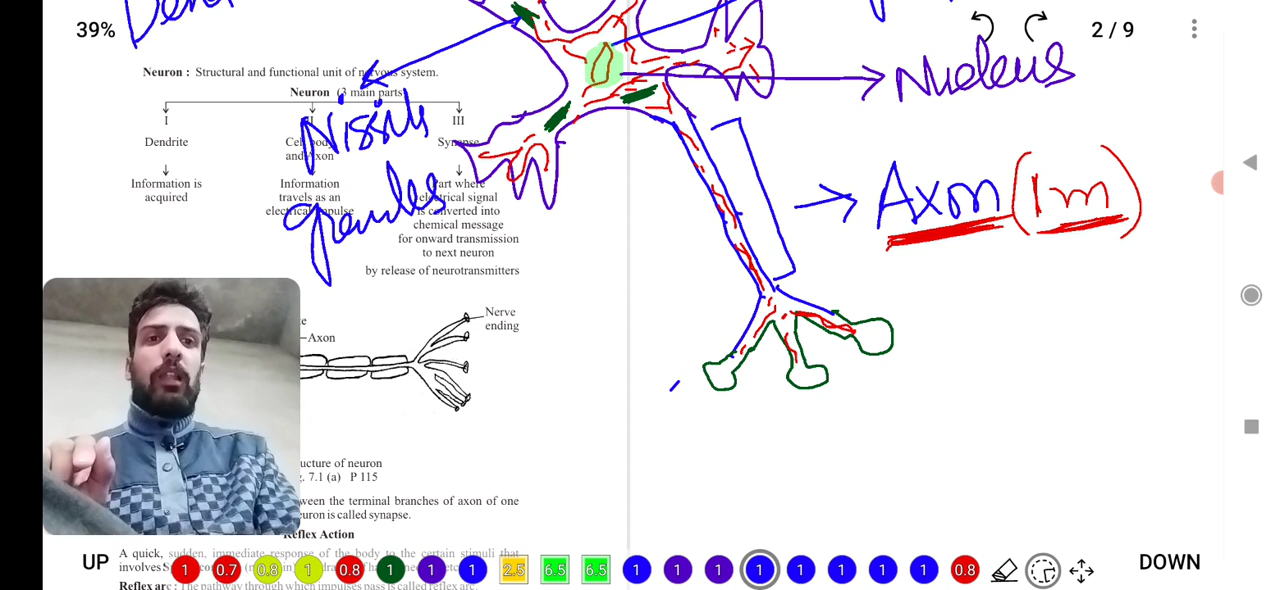 39%
2 / 9
Neuron : Structural and functional unit of nervous system.
Neuron (3 main parts)
I
III
Dendrite
Cell body
and Axon
Synapse
Information is
acquired
Information
travels as an
electrical impulse
Part where
electrical signal
is converted into
chemical message
for onward transmission
to next neuron
by release of neurotransmitters
Nissils
granules
Nucleus
Axon (1m)
Axon
Nerve
ending
ucture of neuron
7.1 (a) P 115
ween the terminal branches of axon of one
euron is called synapse.
Reflex Action
A quick, sudden, immediate response of the body to the certain stimuli that
involves
Reflex arc : The pathway through which impulses pass is called reflex arc.
UP
1
0.7
0.8
1
0.8
1
1
1
2.5
6.5
6.5
1
1
1
1
1
1
1
1
0.8
DOWN